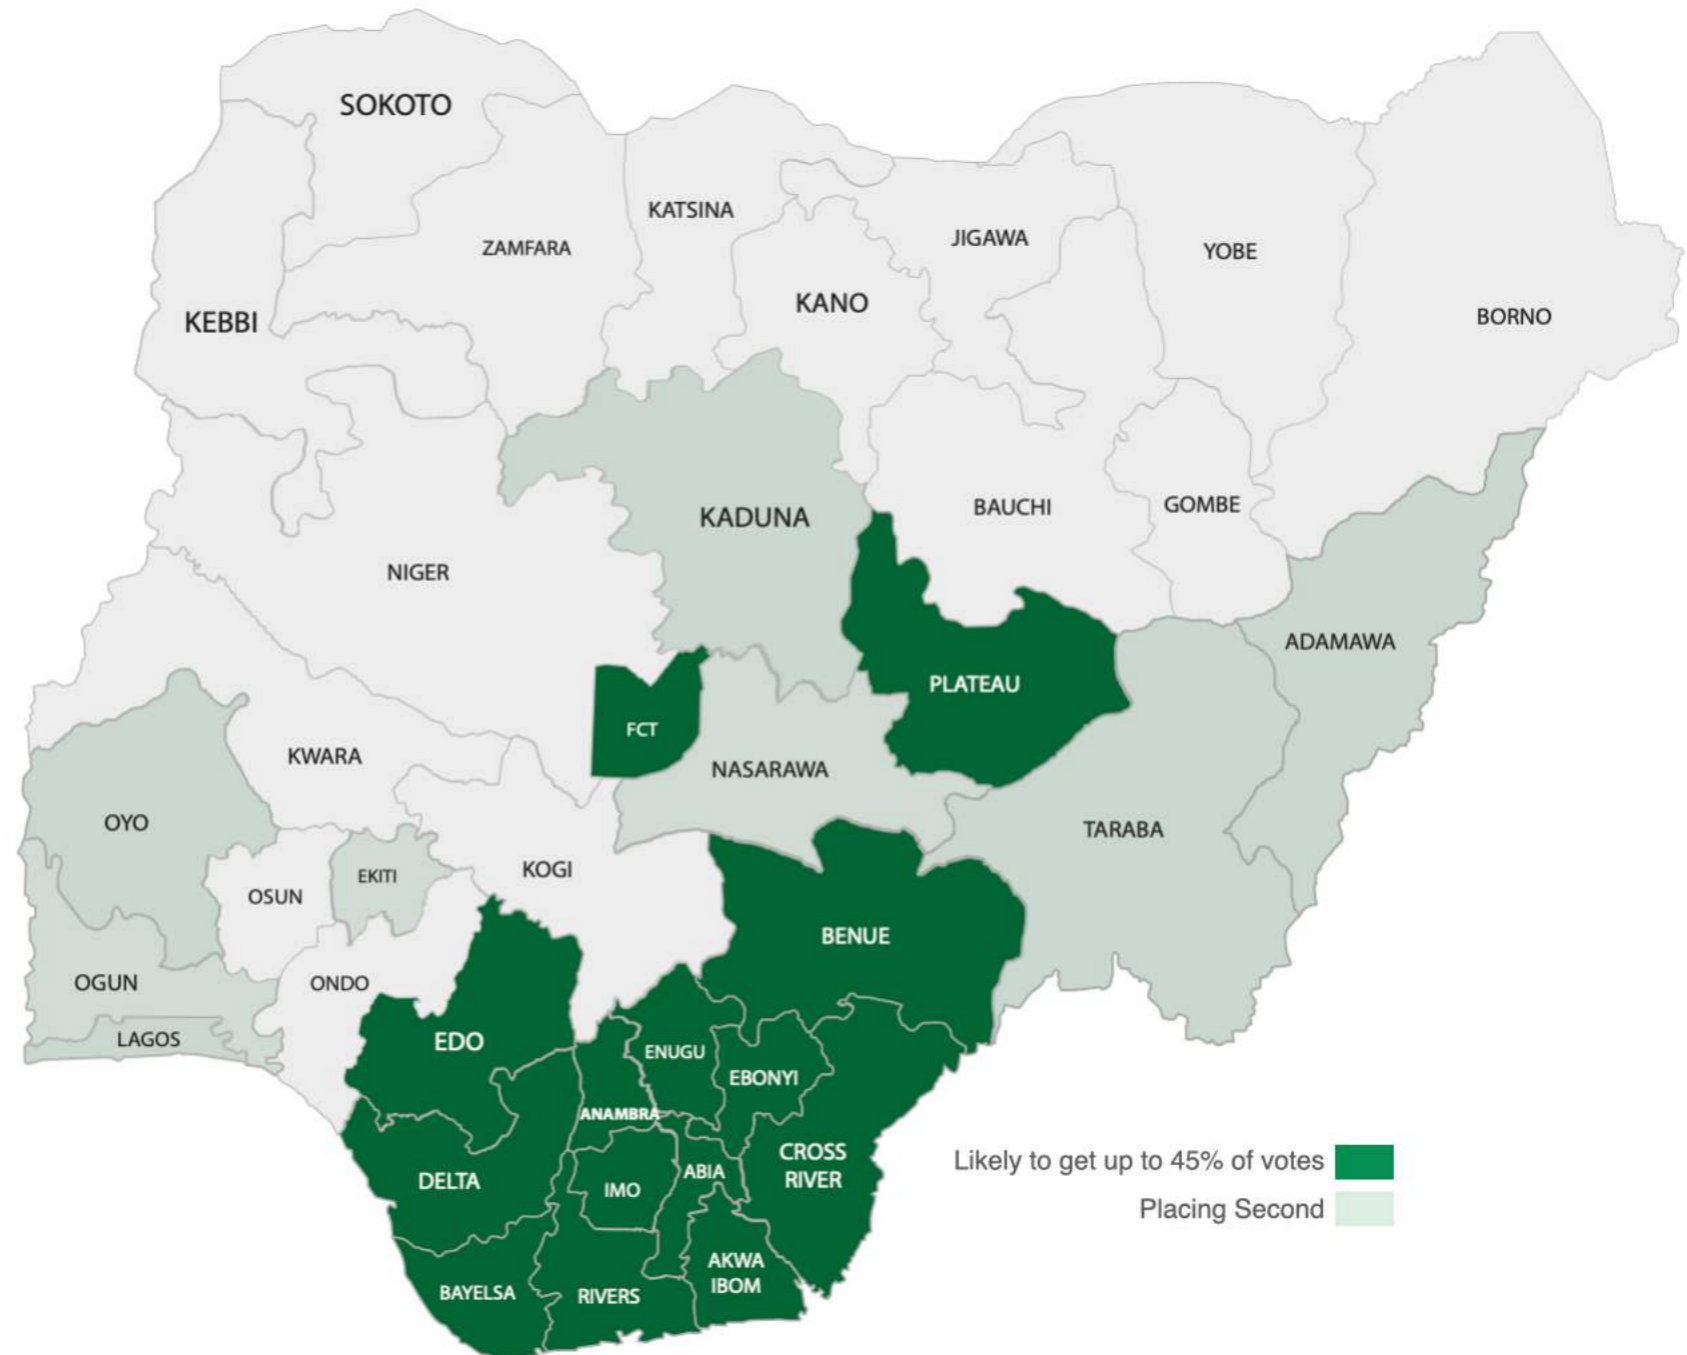 SOKOTO
KATSINA
ZAMFARA
JIGAWA
YOBE
KANO
KEBBI
BORNO
KADUNA
BAUCHI
GOMBE
NIGER
ADAMAWA
PLATEAU
FCT
KWARA
NASARAWA
OYO
TARABA
EKITI
KOGI
OSUN
BENUE
OGUN
ONDO
LAGOS
EDO
ENUGU
EBONYI
ANAMBRA
CROSS
RIVER
ABIA
DELTA
IMO
AKWA
IBOM
BAYELSA
RIVERS
Likely to get up to 45% of votes
Placing Second